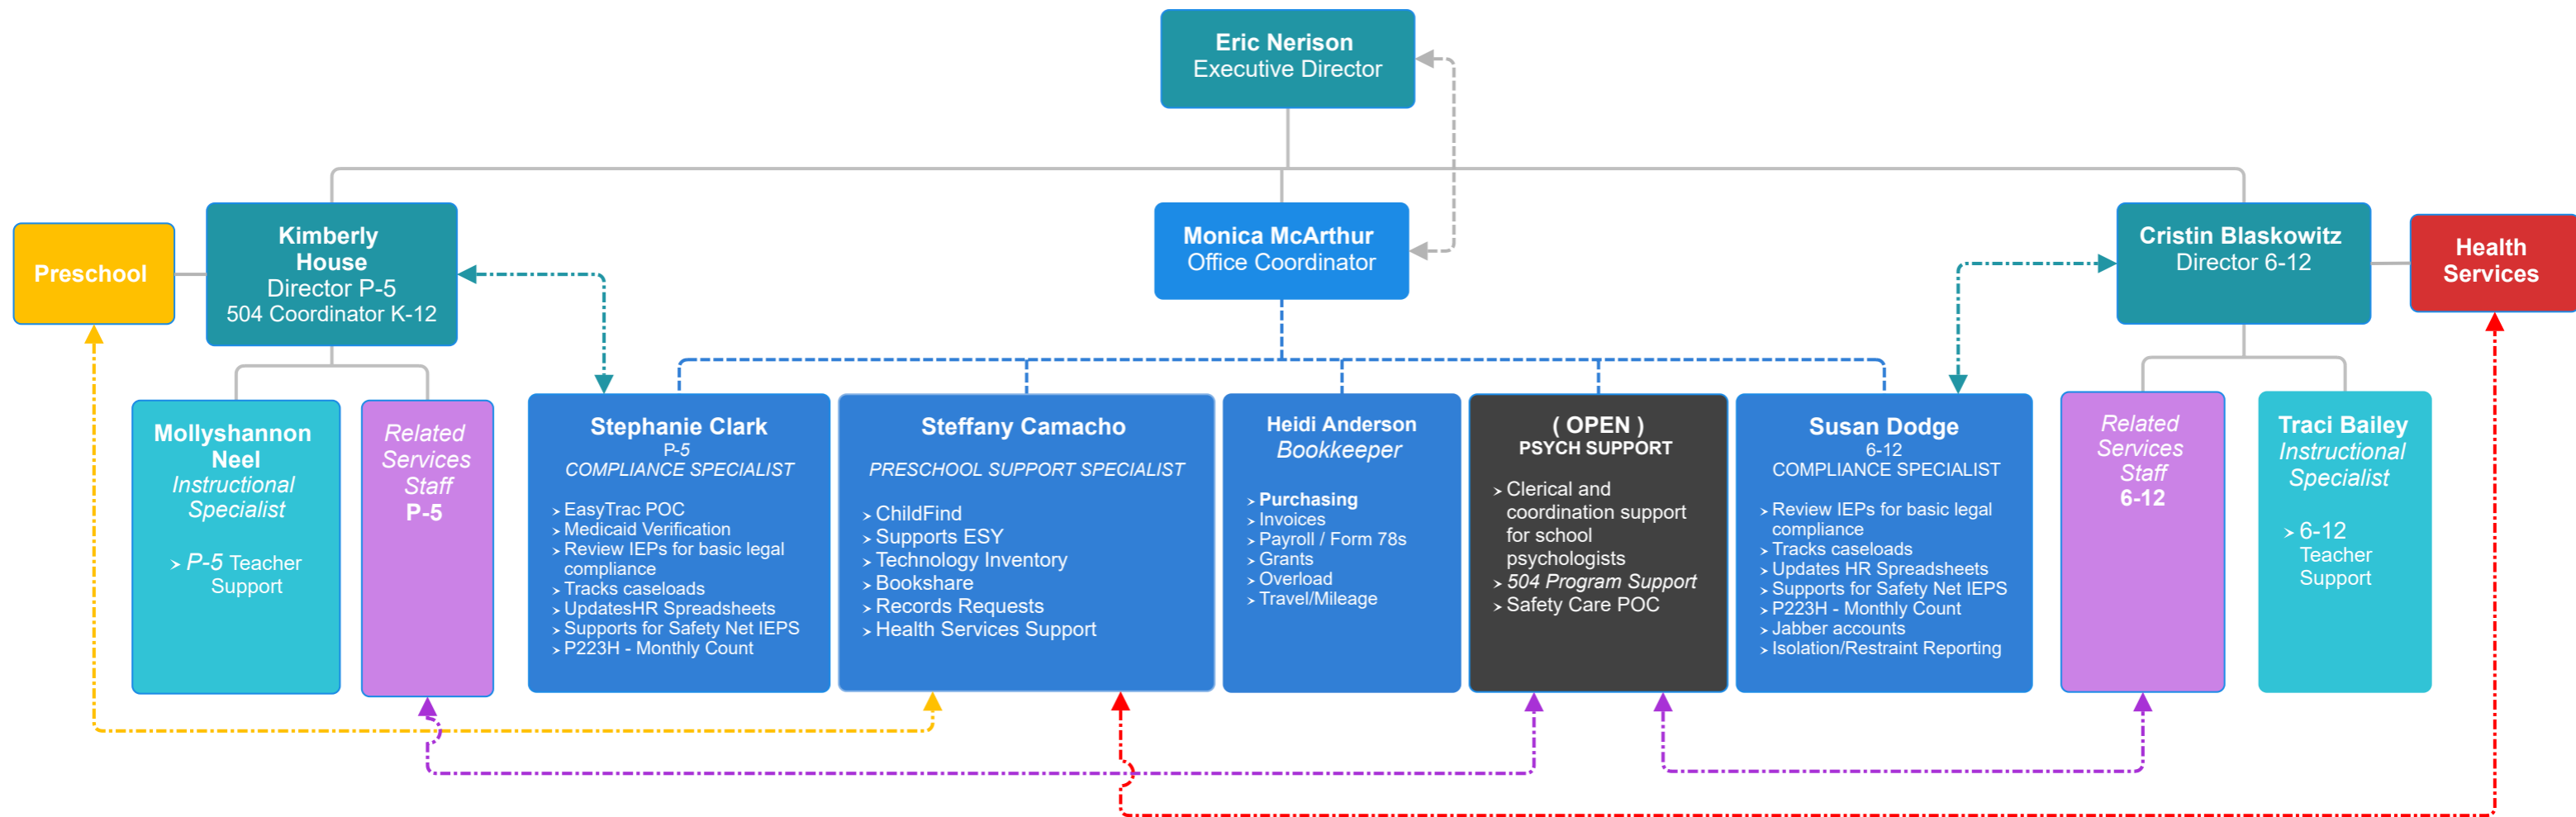 Eric Nerison
Executive Director
Preschool
Kimberly
House
Director P-5
504 Coordinator K-12
Monica McArthur
Office Coordinator
Cristin Blaskowitz
Director 6-12
Health
Services
Mollyshannon
Neel
Instructional
Specialist
➢ P-5 Teacher
Support
Related
Services
Staff
P-5
Stephanie Clark
P-5
COMPLIANCE SPECIALIST
➢ EasyTrac POC
➢ Medicaid Verification
➢ Review IEPs for basic legal
compliance
➢ Tracks caseloads
➢ UpdatesHR Spreadsheets
➢ Supports for Safety Net IEPS
➢ P223H - Monthly Count
Steffany Camacho
PRESCHOOL SUPPORT SPECIALIST
➢ ChildFind
➢ Supports ESY
➢ Technology Inventory
➢ Bookshare
➢ Records Requests
➢ Health Services Support
Heidi Anderson
Bookkeeper
➢ Purchasing
➢ Invoices
➢ Payroll / Form 78s
➢ Grants
➢ Overload
➢ Travel/Mileage
( OPEN )
PSYCH SUPPORT
➢ Clerical and
coordination support
for school
psychologists
➢ 504 Program Support
➢ Safety Care POC
Susan Dodge
6-12
COMPLIANCE SPECIALIST
➢ Review IEPs for basic legal
compliance
➢ Tracks caseloads
➢ Updates HR Spreadsheets
➢ Supports for Safety Net IEPS
➢ P223H - Monthly Count
➢ Jabber accounts
➢ Isolation/Restraint Reporting
Related
Services
Staff
6-12
Traci Bailey
Instructional
Specialist
➢ 6-12
Teacher
Support